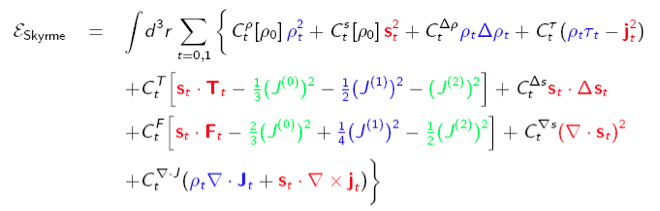 ℰ_Skyrme = ∫ d³r ∑_{t=0,1} { C_t^ρ[ρ₀] ρ_t² + C_t^s[ρ₀] 𝐬_t² + C_t^{Δρ} ρ_t Δρ_t + C_t^τ (ρ_t τ_t − 𝐣_t²)
+C_t^T [ 𝐬_t · 𝐓_t − 1/3 (J^{(0)})² − 1/2 (J^{(1)})² − (J^{(2)})² ] + C_t^{Δs} 𝐬_t · Δ𝐬_t
+C_t^F [ 𝐬_t · 𝐅_t − 2/3 (J^{(0)})² + 1/4 (J^{(1)})² − 1/2 (J^{(2)})² ] + C_t^{∇s} (∇ · 𝐬_t)²
+C_t^{∇·J} (ρ_t ∇ · 𝐉_t + 𝐬_t · ∇ × 𝐣_t) }